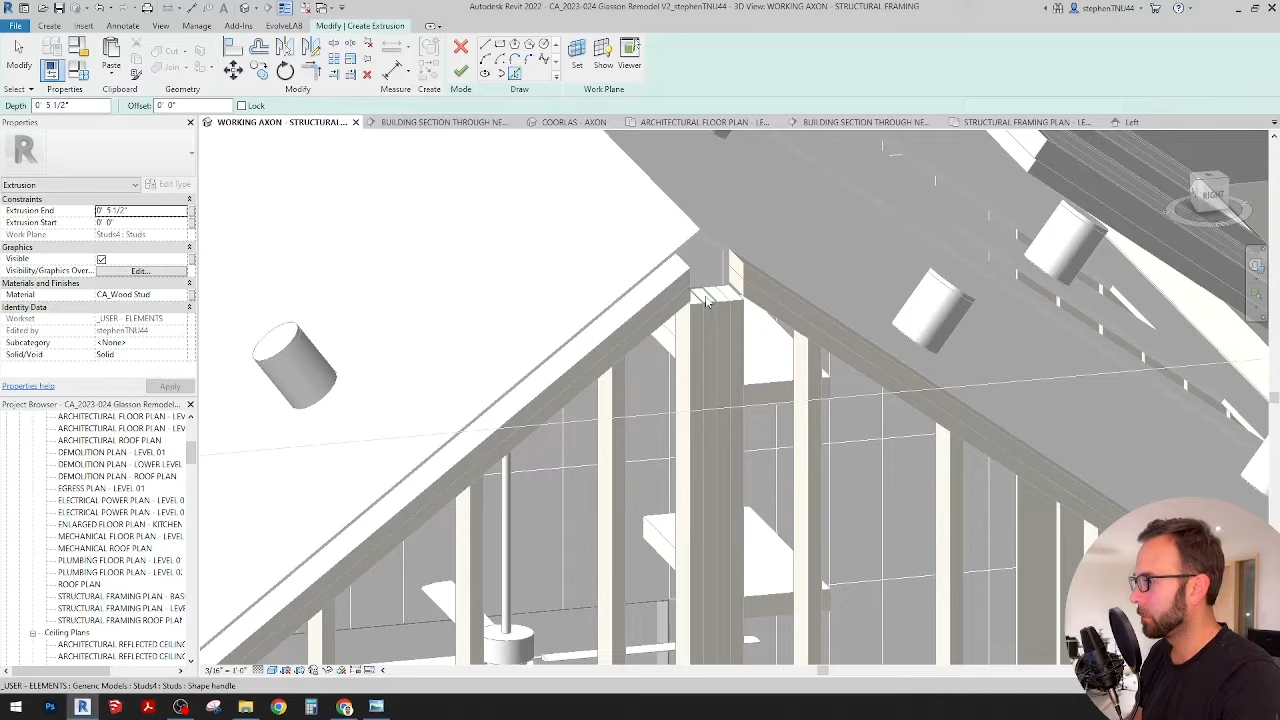 Autodesk Revit 2022 - CA_2023-024 Glasson Remodel V2_stephenTNU44 - 3D View: WORKING AXON - STRUCTURAL FRAMING
stephenTNU44
File
Insert
Annotate
View
Manage
Add-Ins
EvolveLAB
Modify | Create Extrusion
Modify
Paste
Cut
Join
Set
Show
Viewer
Select
Properties
Clipboard
Geometry
Modify
Measure
Create
Mode
Draw
Work Plane
Depth 0' 5 1/2"
Offset: 0' 0"
Lock
Properties
WORKING AXON - STRUCTURAL...
BUILDING SECTION THROUGH NE...
COORLAS - AXON
ARCHITECTURAL FLOOR PLAN - LE...
BUILDING SECTION THROUGH NE...
STRUCTURAL FRAMING PLAN - LE...
Left
R
RIGHT
Extrusion
Edit Type
Constraints
Extrusion End 0' 5 1/2"
Extrusion Start 0' 0"
Work Plane Studs4 : Studs
Graphics
Visible
Visibility/Graphics Over... Edit...
Materials and Finishes
Material CA_Wood Stud
Identity Data
Workset _USER - ELEMENTS
Edited by stephenTNU44
Subcategory <None>
Solid/Void Solid
Properties help
Apply
Project Browser - CA_2023-024 Glasson Remodel...
ARCHITECTURAL FLOOR PLAN - LEV
ARCHITECTURAL FLOOR PLAN - LEV
ARCHITECTURAL ROOF PLAN
DEMOLITION PLAN - LEVEL 01
DEMOLITION PLAN - LOWER LEVEL
DEMOLITION PLAN - ROOF PLAN
EGRESS PLAN - LEVEL 01
ELECTRICAL POWER PLAN - LEVEL 0
ELECTRICAL POWER PLAN - LEVEL 0
ENLARGED FLOOR PLAN - KITCHEN
MECHANICAL FLOOR PLAN - LEVEL
MECHANICAL ROOF PLAN
PLUMBING FLOOR PLAN - LEVEL 0
PLUMBING FLOOR PLAN - LEVEL 0
ROOF PLAN
STRUCTURAL FRAMING PLAN - BAS
STRUCTURAL FRAMING PLAN - LEVE
STRUCTURAL FRAMING ROOF PLAN
Ceiling Plans
ARCHITECTURAL REFLECTED CEILING
ARCHITECTURAL REFLECTED CEILING
3/16" = 1'-0"
_USER - ELEMENTS : Generic Models : Studs4 : Studs : Shape handle